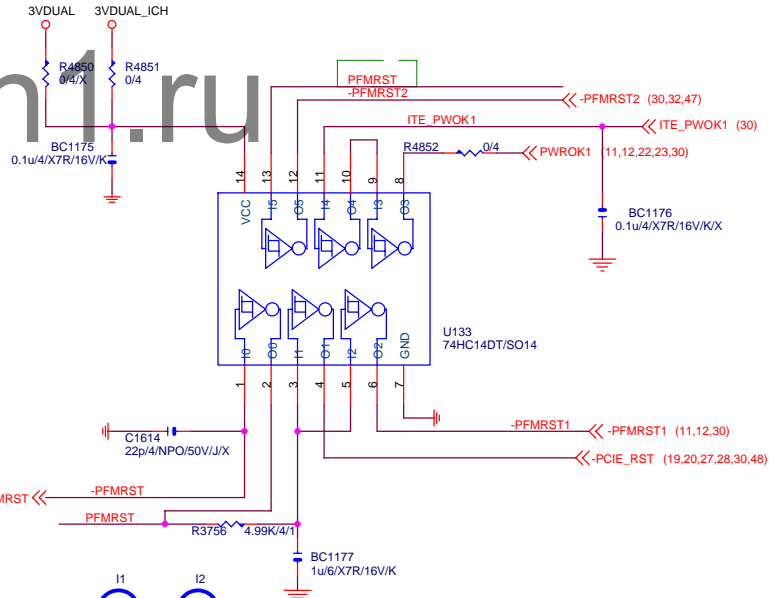 3VDUAL 3VDUAL_ICH
R4850
0/4/X
R4851
0/4
n1.ru
PFMRST
-PFMRST2
-PFMRST2 (30,32,47)
ITE_PWOK1
ITE_PWOK1 (30)
BC1175
0.1u/4/X7R/16V/K
R4852 0/4
PWROK1 (11,12,22,23,30)
14 13 12 11 10 9 8
VCC I5 O5 I4 O4 I3 O3
BC1176
0.1u/4/X7R/16V/K/X
U133
74HC14DT/SO14
I0 O0 I1 O1 I2 O2 GND
1 2 3 4 5 6 7
C1614
22p/4/NPO/50V/J/X
-PFMRST1
-PFMRST1 (11,12,30)
-PCIE_RST (19,20,27,28,30,48)
MRST
-PFMRST
PFMRST
R3756 4.99K/4/1
BC1177
1u/6/X7R/16V/K
I1 I2